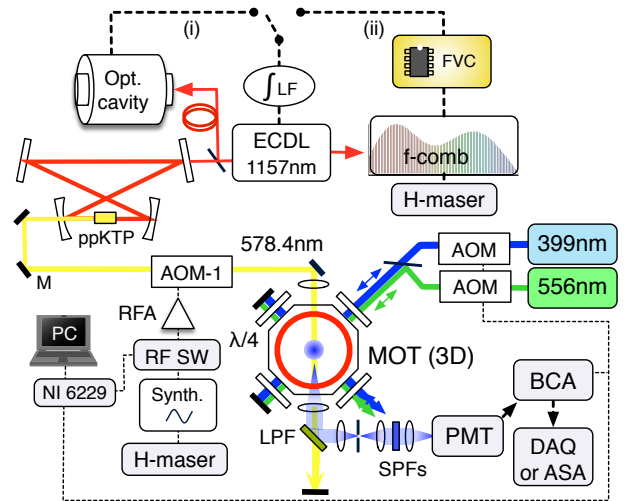 (i)
(ii)
Opt.
cavity
∫LF
FVC
ECDL
1157nm
f-comb
H-maser
ppKTP
578.4nm
M
AOM-1
AOM
399nm
AOM
556nm
RFA
λ/4
MOT (3D)
PC
RF SW
NI 6229
Synth.
H-maser
LPF
SPFs
PMT
BCA
DAQ
or ASA